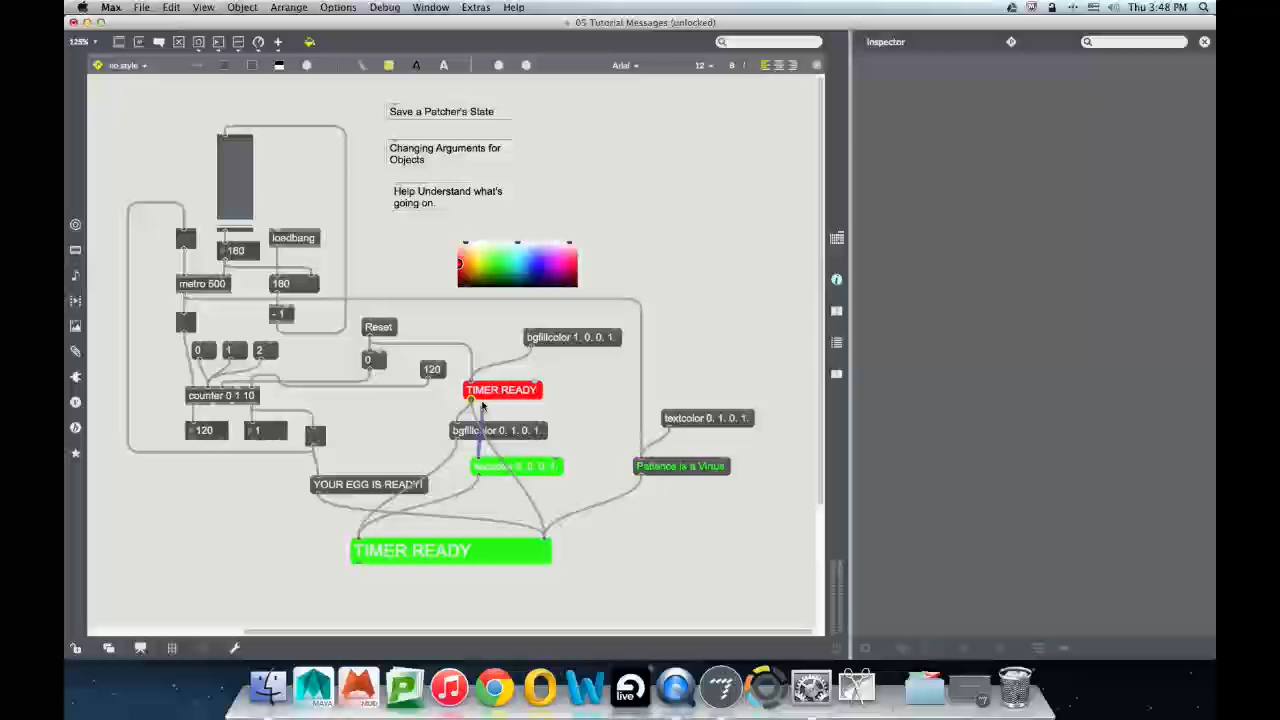 Max File Edit View Object Arrange Options Debug Window Extras Help
Thu 3:48 PM
05 Tutorial Messages (unlocked)
125%
Inspector
no style
Arial
12
B I
Save a Patcher's State
Changing Arguments for
Objects
Help Understand what's
going on.
loadbang
160
metro 500
160
- 1
Reset
bgfillcolor 1. 0. 0. 1.
0 1 2
0
120
TIMER READY
counter 0 1 10
textcolor 0. 1. 0. 1.
120
1
bgfillcolor 0. 1. 0. 1.
Patience is a Virtue
YOUR EGG IS READY!
TIMER READY
MAYA
MUD
live